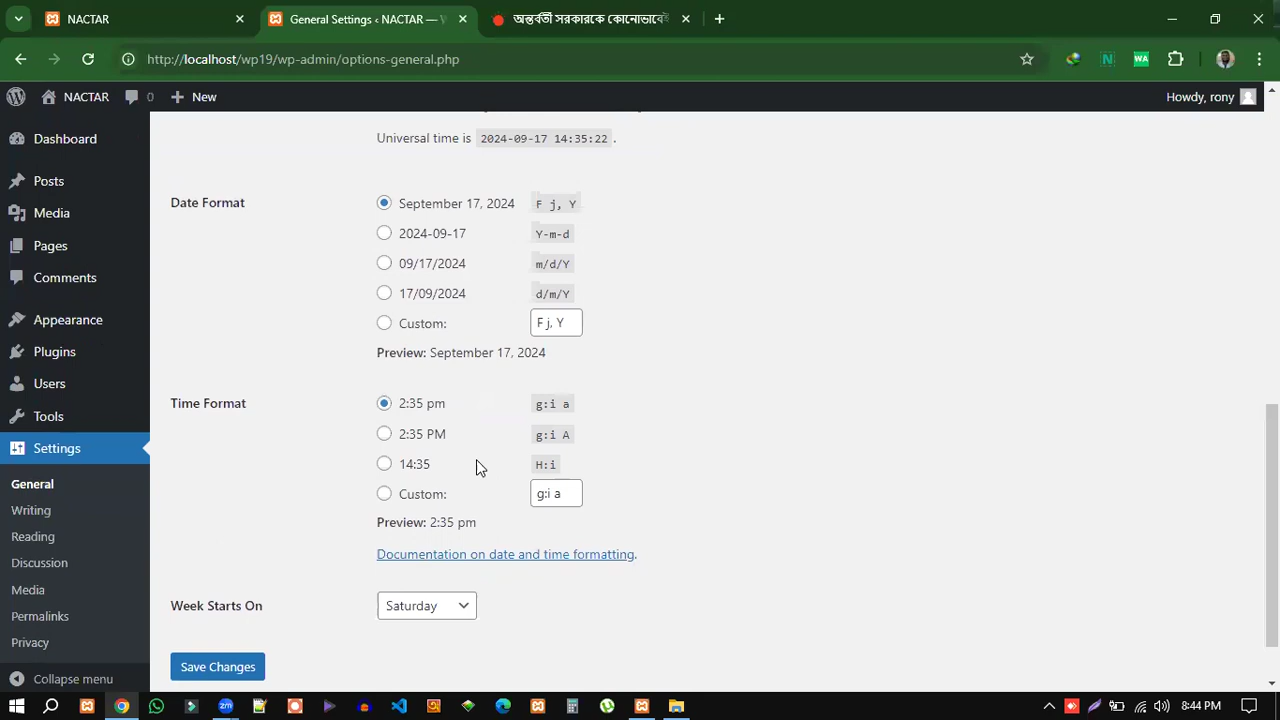 NACTAR
General Settings ‹ NACTAR — W
অন্তর্বর্তী সরকারকে কোনোভাবেই
http://localhost/wp19/wp-admin/options-general.php
NACTAR
0
New
Howdy, rony
Dashboard
Posts
Media
Pages
Comments
Appearance
Plugins
Users
Tools
Settings
General
Writing
Reading
Discussion
Media
Permalinks
Privacy
Collapse menu
Universal time is 2024-09-17 14:35:22 .
Date Format
September 17, 2024 F j, Y
2024-09-17 Y-m-d
09/17/2024 m/d/Y
17/09/2024 d/m/Y
Custom: F j, Y
Preview: September 17, 2024
Time Format
2:35 pm g:i a
2:35 PM g:i A
14:35 H:i
Custom: g:i a
Preview: 2:35 pm
Documentation on date and time formatting.
Week Starts On
Saturday
Save Changes
8:44 PM